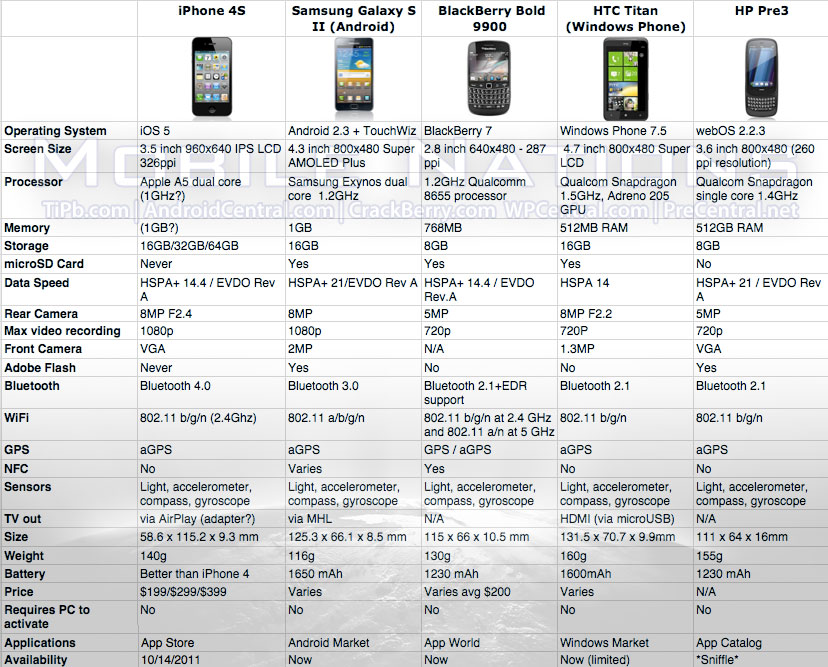 iPhone 4S
Samsung Galaxy S
II (Android)
BlackBerry Bold
9900
HTC Titan
(Windows Phone)
HP Pre3
Operating System
iOS 5
Android 2.3 + TouchWiz
BlackBerry 7
Windows Phone 7.5
webOS 2.2.3
Screen Size
3.5 inch 960x640 IPS LCD
326ppi
4.3 inch 800x480 Super
AMOLED Plus
2.8 inch 640x480 - 287
ppi
4.7 inch 800x480 Super
LCD
3.6 inch 800x480 (260
ppi resolution)
MOBILE NATIONS
Processor
Apple A5 dual core
(1GHz?)
Samsung Exynos dual
core 1.2GHz
1.2GHz Qualcomm
8655 processor
Qualcomm Snapdragon
1.5GHz, Adreno 205
GPU
Qualcomm Snapdragon
single core 1.4GHz
TiPb.com | AndroidCentral.com | CrackBerry.com WPCentral.com | PreCentral.net
Memory
(1GB?)
1GB
768MB
512MB RAM
512GB RAM
Storage
16GB/32GB/64GB
16GB
8GB
16GB
8GB
microSD Card
Never
Yes
Yes
Yes
No
Data Speed
HSPA+ 14.4 / EVDO Rev
A
HSPA+ 21/EVDO Rev A
HSPA+ 14.4 / EVDO
Rev.A
HSPA 14
HSPA+ 21 / EVDO Rev
A
Rear Camera
8MP F2.4
8MP
5MP
8MP F2.2
5MP
Max video recording
1080p
1080p
720p
720P
720p
Front Camera
VGA
2MP
N/A
1.3MP
VGA
Adobe Flash
Never
Yes
No
No
Yes
Bluetooth
Bluetooth 4.0
Bluetooth 3.0
Bluetooth 2.1+EDR
support
Bluetooth 2.1
Bluetooth 2.1
WiFi
802.11 b/g/n (2.4Ghz)
802.11 a/b/g/n
802.11 b/g/n at 2.4 GHz
and 802.11 a/n at 5 GHz
802.11 b/g/n
802.11 b/g/n
GPS
aGPS
aGPS
GPS / aGPS
aGPS
aGPS
NFC
No
Varies
Yes
No
No
Sensors
Light, accelerometer,
compass, gyroscope
Light, accelerometer,
compass, gyroscope
Light, accelerometer,
compass, gyroscope
Light, accelerometer,
compass, gyroscope
Light, accelerometer,
compass, gyroscope
TV out
via AirPlay (adapter?)
via MHL
N/A
HDMI (via microUSB)
N/A
Size
58.6 x 115.2 x 9.3 mm
125.3 x 66.1 x 8.5 mm
115 x 66 x 10.5 mm
131.5 x 70.7 x 9.9mm
111 x 64 x 16mm
Weight
140g
116g
130g
160g
155g
Battery
Better than iPhone 4
1650 mAh
1230 mAh
1600mAh
1230 mAh
Price
$199/$299/$399
Varies
Varies avg $200
Varies
N/A
Requires PC to
activate
No
No
No
No
No
Applications
App Store
Android Market
App World
Windows Market
App Catalog
Availability
10/14/2011
Now
Now
Now (limited)
*Sniffle*